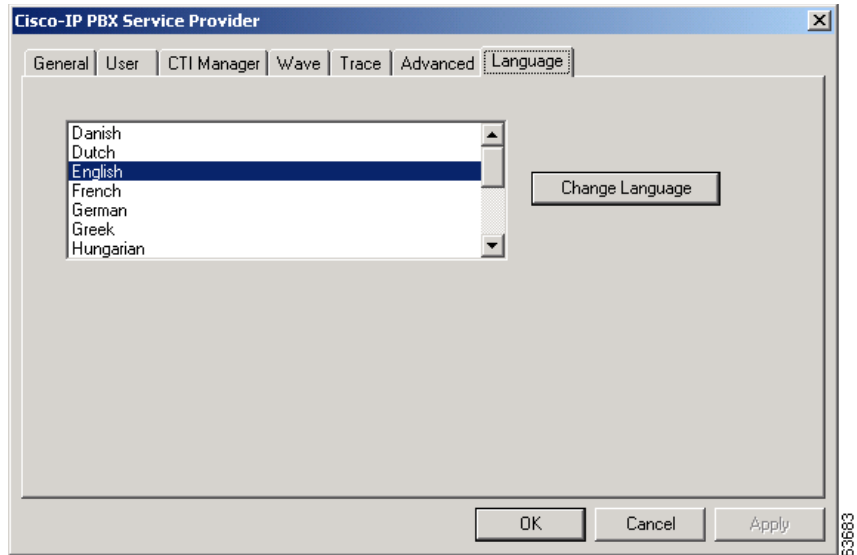 Cisco-IP PBX Service Provider
General User CTI Manager Wave Trace Advanced Language
Danish
Dutch
English
French
German
Greek
Hungarian
Change Language
OK Cancel Apply